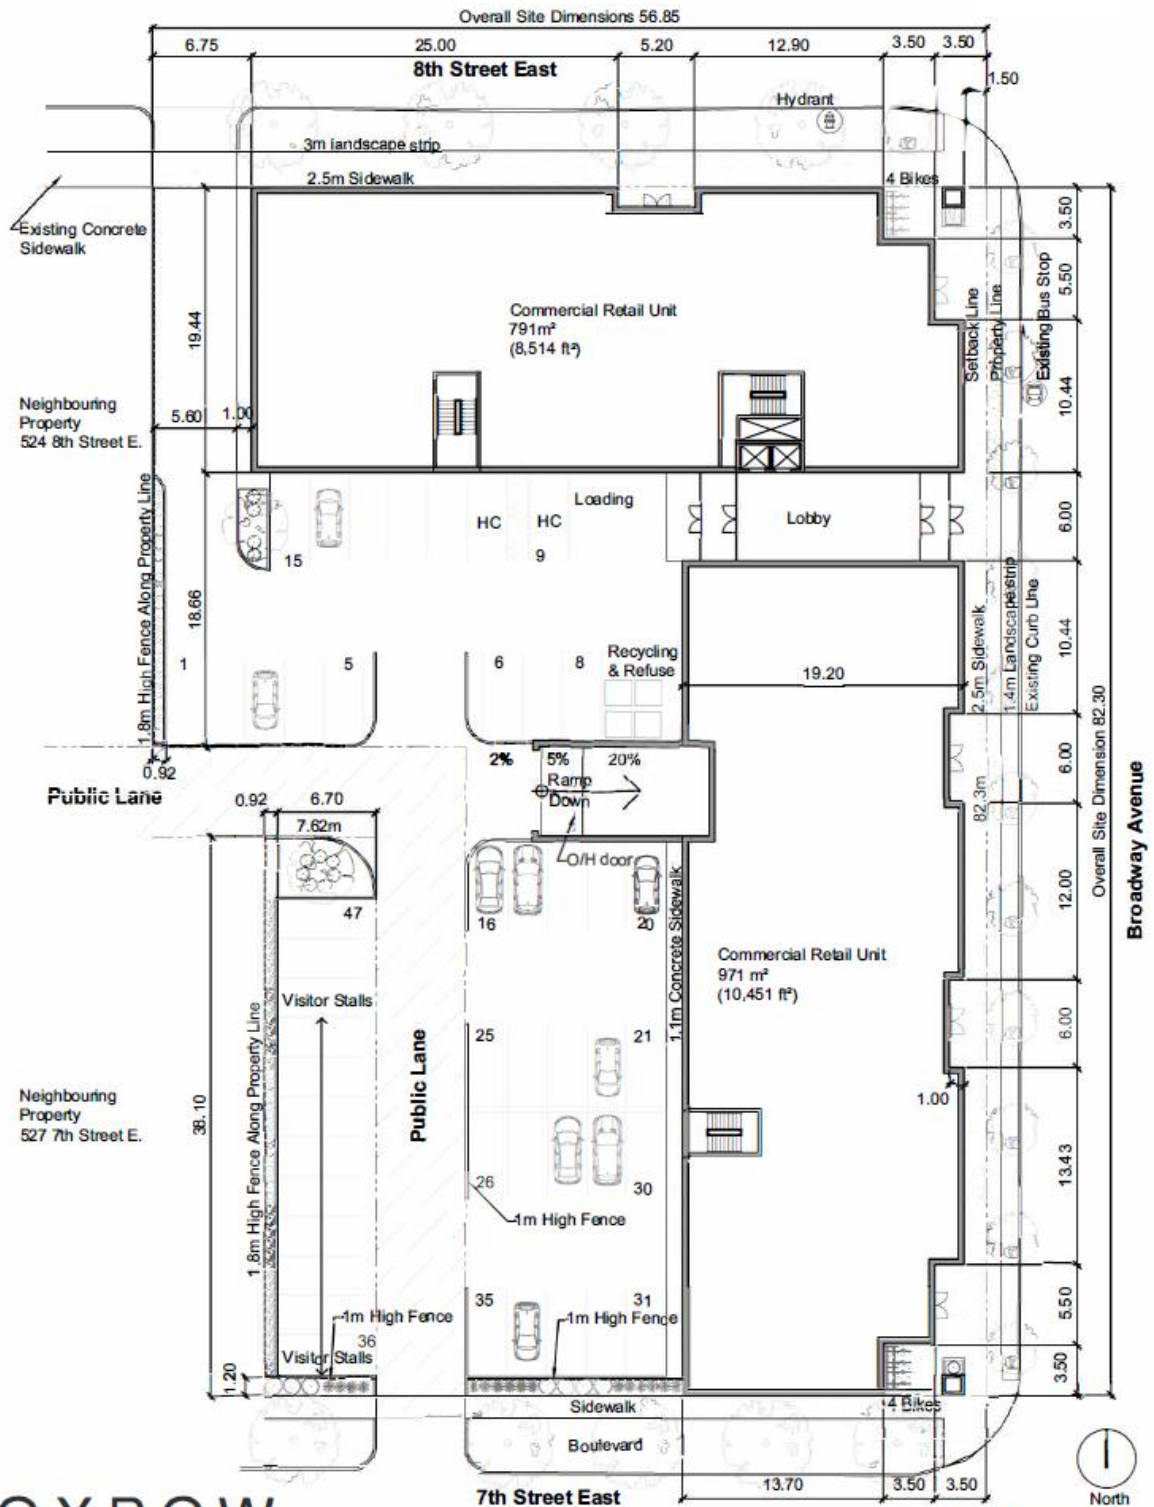 Overall Site Dimensions 56.85
6.75 25.00 5.20 12.90 3.50 3.50
8th Street East
1.50
Hydrant
3m landscape strip
2.5m Sidewalk
4 Bikes
Existing Concrete
Sidewalk
3.50
5.50
Commercial Retail Unit
791m²
(8,514 ft²)
19.44
Setback Line
Property Line
Existing Bus Stop
10.44
Neighbouring
Property
524 8th Street E.
5.60 1.00
1.8m High Fence Along Property Line
HC HC Loading
9
15
Lobby
6.00
18.66
1 5 6 8
Recycling
& Refuse
19.20
2.5m Sidewalk
1.4m Landscape strip
Existing Curb Line
10.44
Overall Site Dimension 82.30
Broadway Avenue
0.92
Public Lane
2% 5% 20%
Ramp
Down
82.3m
6.00
0.92 6.70
7.62m
O/H door
47
16 20
1.1m Concrete Sidewalk
12.00
Commercial Retail Unit
971 m²
(10,451 ft²)
Visitor Stalls
25 21
Public Lane
6.00
1.00
Neighbouring
Property
527 7th Street E.
38.10
1.8m High Fence Along Property Line
26 30
1m High Fence
13.43
35 31
1m High Fence
1m High Fence
36
Visitor Stalls
5.50
1.20
3.50
4 Bikes
Sidewalk
Boulevard
13.70 3.50 3.50
7th Street East
North